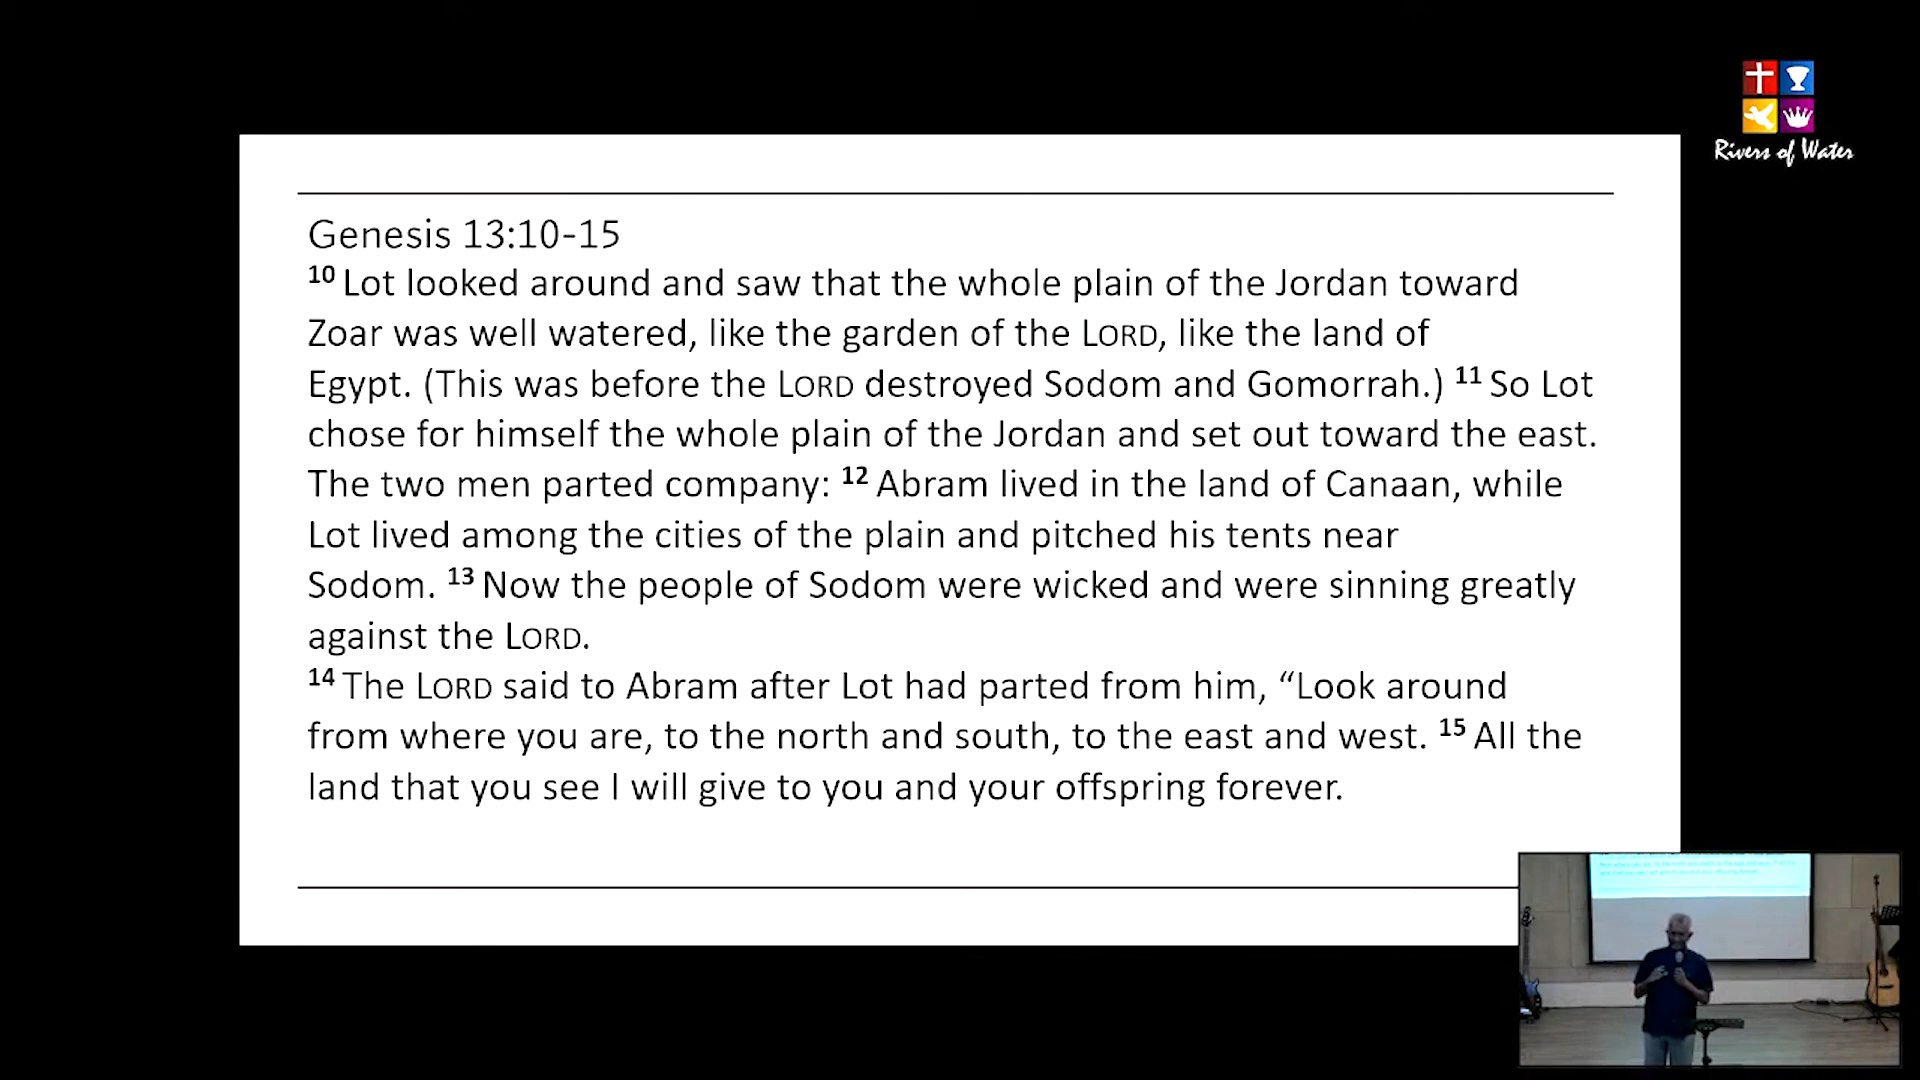 Rivers of Water
Genesis 13:10-15
10 Lot looked around and saw that the whole plain of the Jordan toward
Zoar was well watered, like the garden of the LORD, like the land of
Egypt. (This was before the LORD destroyed Sodom and Gomorrah.) 11 So Lot
chose for himself the whole plain of the Jordan and set out toward the east.
The two men parted company: 12 Abram lived in the land of Canaan, while
Lot lived among the cities of the plain and pitched his tents near
Sodom. 13 Now the people of Sodom were wicked and were sinning greatly
against the LORD.
14 The LORD said to Abram after Lot had parted from him, “Look around
from where you are, to the north and south, to the east and west. 15 All the
land that you see I will give to you and your offspring forever.